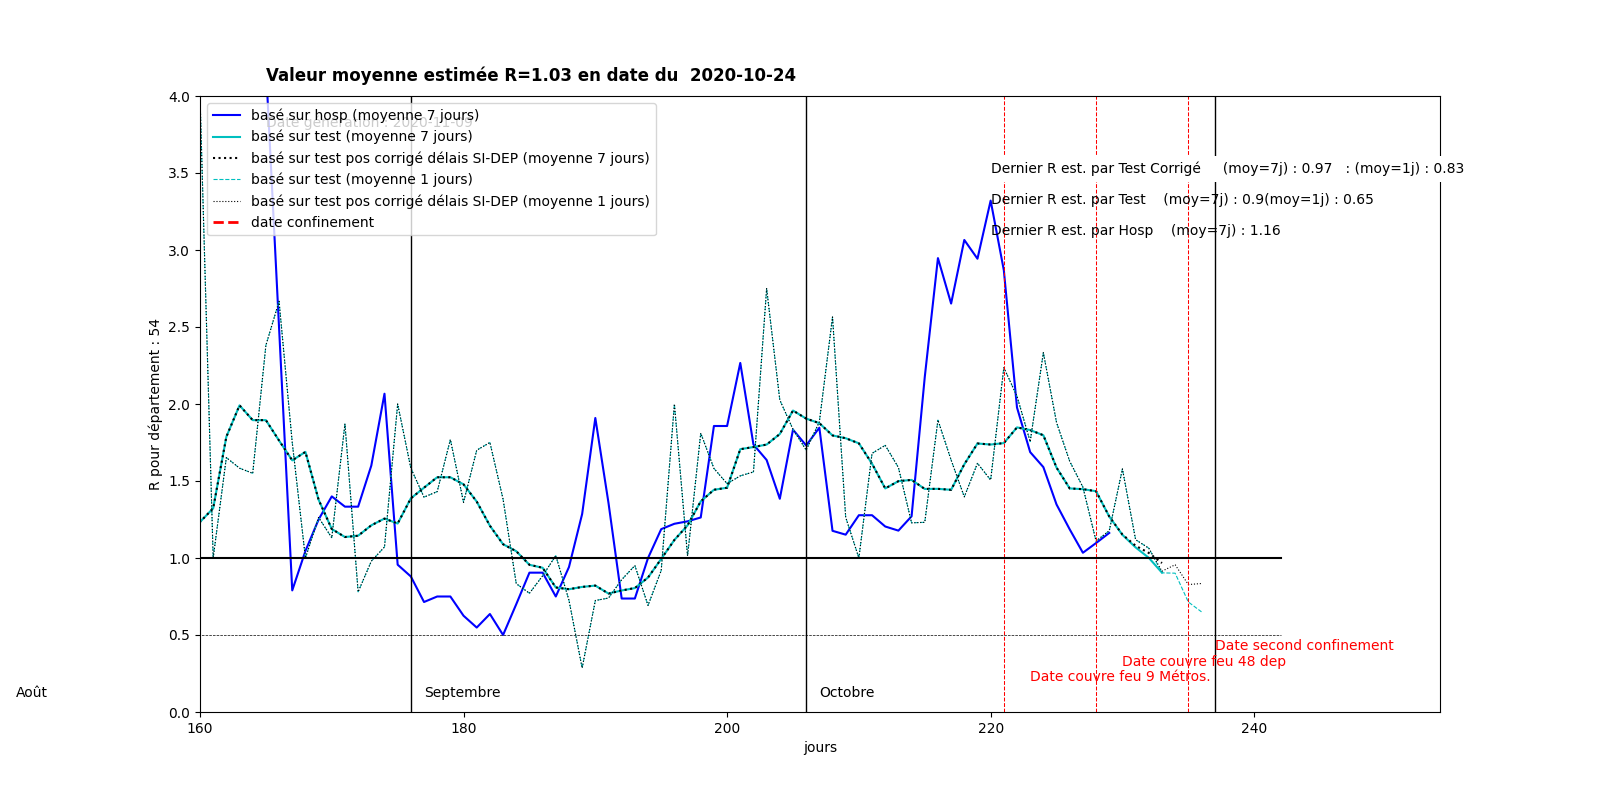 Valeur moyenne estimée R=1.03 en date du  2020-10-24
Date génération : 2020-11-09
basé sur hosp (moyenne 7 jours)
basé sur test (moyenne 7 jours)
basé sur test pos corrigé délais SI-DEP (moyenne 7 jours)
basé sur test (moyenne 1 jours)
basé sur test pos corrigé délais SI-DEP (moyenne 1 jours)
date confinement
Dernier R est. par Test Corrigé    (moy=7j) : 0.97   : (moy=1j) : 0.83
Dernier R est. par Test    (moy=7j) : 0.9(moy=1j) : 0.65
Dernier R est. par Hosp    (moy=7j) : 1.16
4.0
3.5
3.0
2.5
2.0
1.5
1.0
0.5
0.0
R pour département : 54
Date second confinement
Date couvre feu 48 dep
Date couvre feu 9 Métros.
Août
Septembre
Octobre
160
180
200
220
240
jours